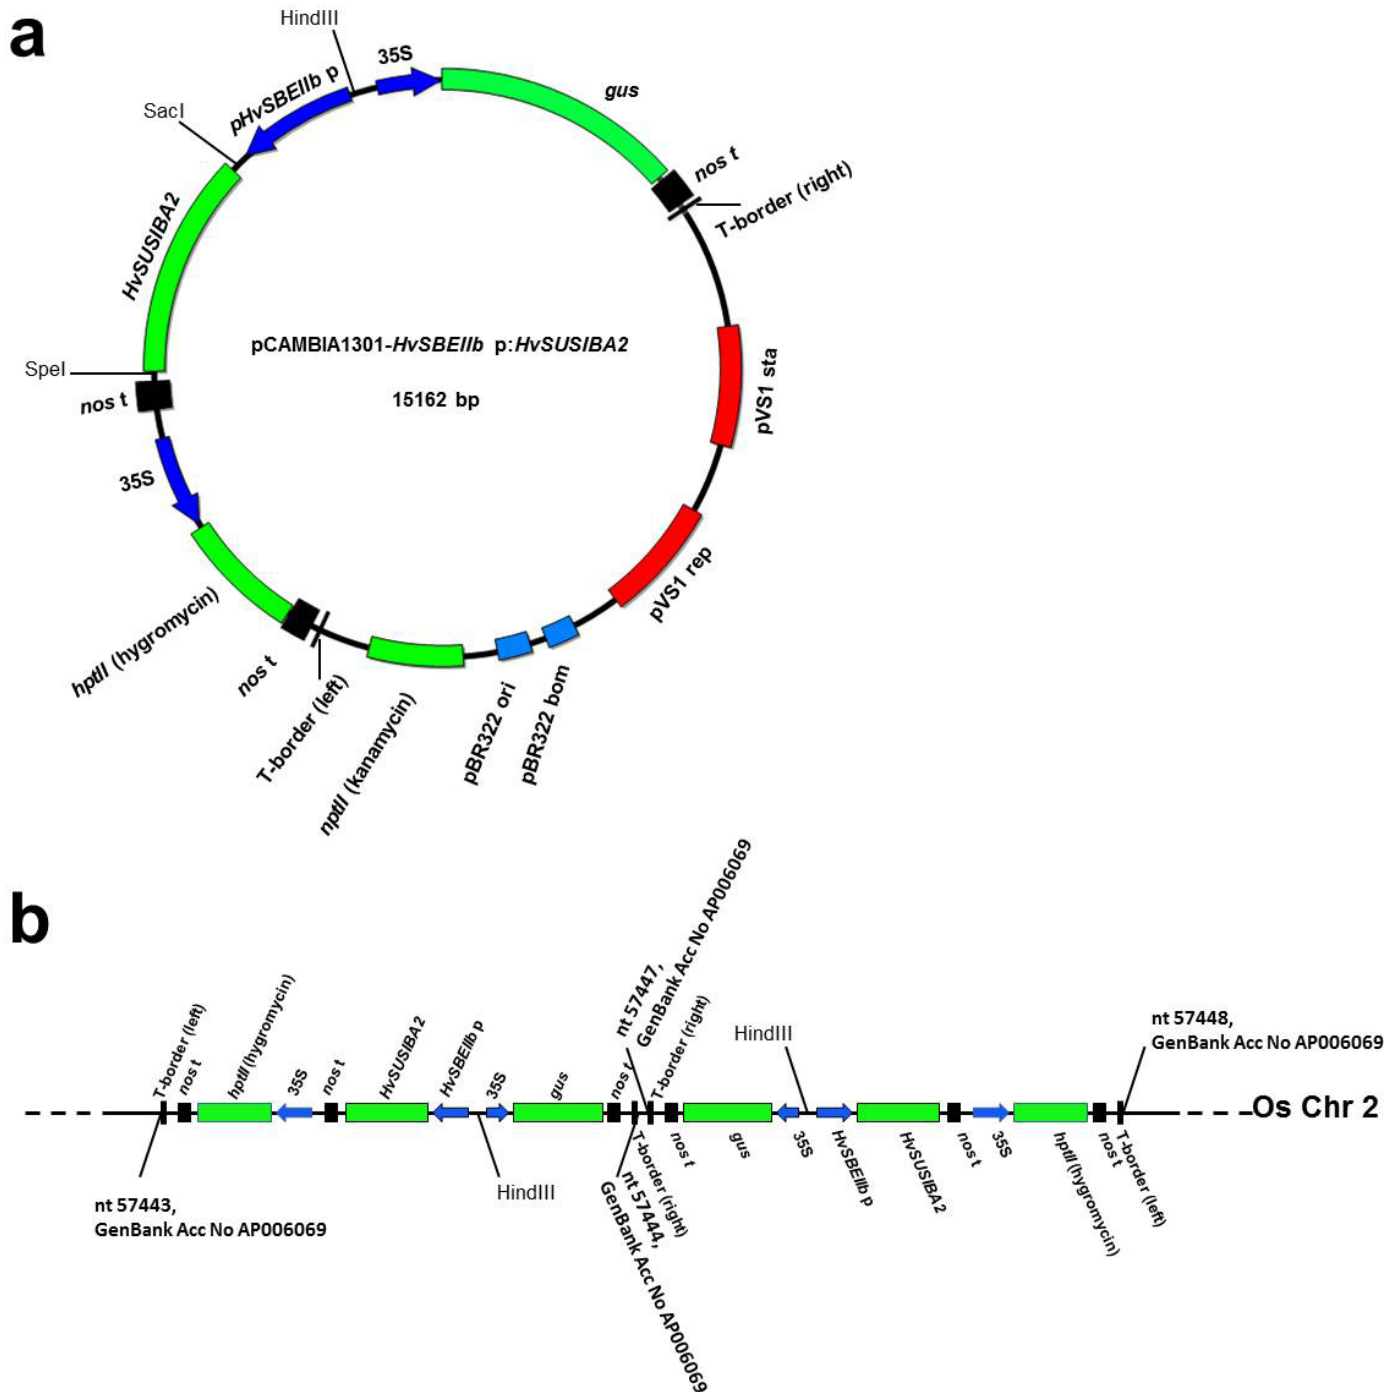 a
HindIII
35S
gus
pHvSBEIIb p
SacI
nos t
T-border (right)
HvSUSIBA2
pCAMBIA1301-HvSBEIIb p:HvSUSIBA2
15162 bp
SpeI
nos t
pVS1 sta
35S
pVS1 rep
hptII (hygromycin)
nos t
T-border (left)
nptII (kanamycin)
pBR322 ori
pBR322 bom
b
T-border (left)
nos t
hptII (hygromycin)
35S
nos t
HvSUSIBA2
HvSBEIIb p
35S
gus
nos t
nt 57447,
GenBank Acc No AP006069
T-border (right)
HindIII
nt 57448,
GenBank Acc No AP006069
Os Chr 2
nt 57443,
GenBank Acc No AP006069
HindIII
T-border (right)
nt 57444,
GenBank Acc No AP006069
nos t
gus
35S
HvSBEIIb p
HvSUSIBA2
nos t
35S
hptII (hygromycin)
nos t
T-border (left)